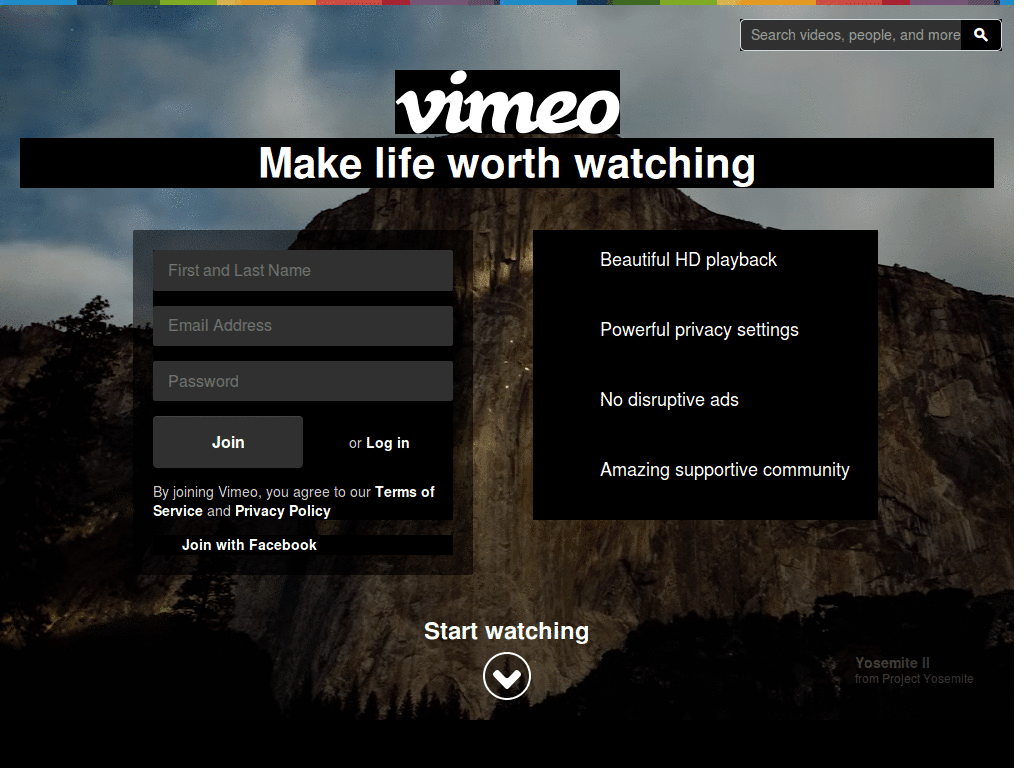 Search videos, people, and more
vimeo
Make life worth watching
First and Last Name
Email Address
Password
Join
or Log in
By joining Vimeo, you agree to our Terms of
Service and Privacy Policy
Join with Facebook
Beautiful HD playback
Powerful privacy settings
No disruptive ads
Amazing supportive community
Start watching
Yosemite II
from Project Yosemite